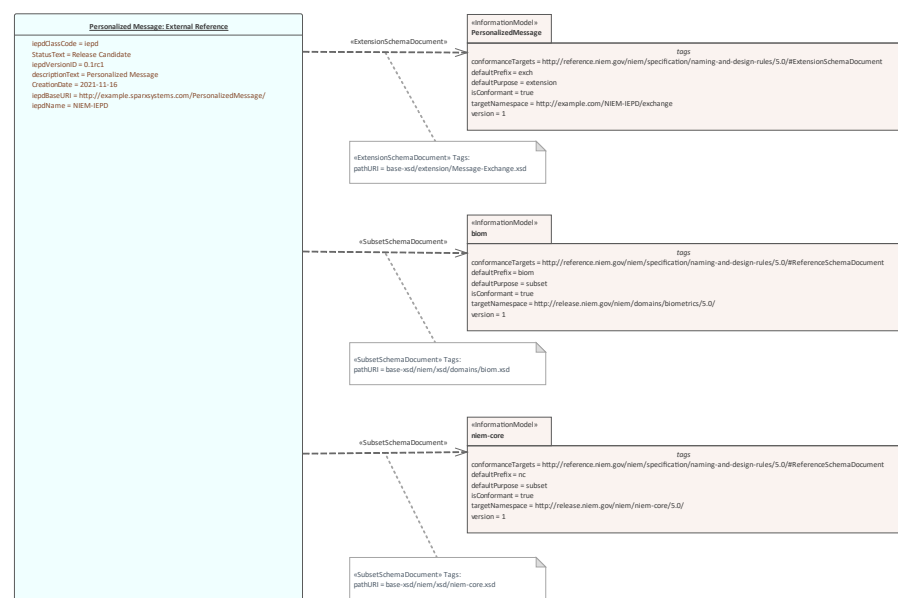 Personalized Message: External Reference
iepdClassCode = iepd
StatusText = Release Candidate
iepdVersionID = 0.1rc1
descriptionText = Personalized Message
CreationDate = 2021-11-16
iepdBaseURI = http://example.sparxsystems.com/PersonalizedMessage/
iepdName = NIEM-IEPD
«ExtensionSchemaDocument»
«InformationModel»
PersonalizedMessage
tags
conformanceTargets = http://reference.niem.gov/niem/specification/naming-and-design-rules/5.0/#ExtensionSchemaDocument
defaultPrefix = exch
defaultPurpose = extension
isConformant = true
targetNamespace = http://example.com/NIEM-IEPD/exchange
version = 1
«ExtensionSchemaDocument» Tags:
pathURI = base-xsd/extension/Message-Exchange.xsd
«SubsetSchemaDocument»
«InformationModel»
biom
tags
conformanceTargets = http://reference.niem.gov/niem/specification/naming-and-design-rules/5.0/#ReferenceSchemaDocument
defaultPrefix = biom
defaultPurpose = subset
isConformant = true
targetNamespace = http://release.niem.gov/niem/domains/biometrics/5.0/
version = 1
«SubsetSchemaDocument» Tags:
pathURI = base-xsd/niem/xsd/domains/biom.xsd
«SubsetSchemaDocument»
«InformationModel»
niem-core
tags
conformanceTargets = http://reference.niem.gov/niem/specification/naming-and-design-rules/5.0/#ReferenceSchemaDocument
defaultPrefix = nc
defaultPurpose = subset
isConformant = true
targetNamespace = http://release.niem.gov/niem/niem-core/5.0/
version = 1
«SubsetSchemaDocument» Tags:
pathURI = base-xsd/niem/xsd/niem-core.xsd